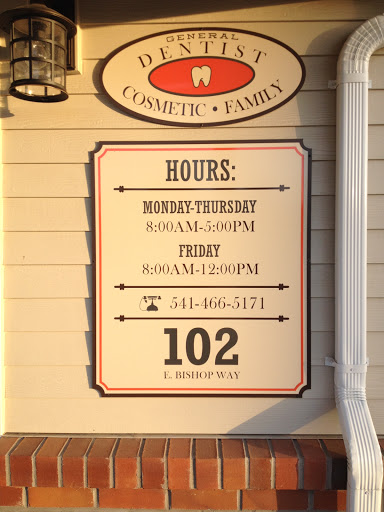 GENERAL
DENTIST
COSMETIC • FAMILY
HOURS:
MONDAY-THURSDAY
8:00AM-5:00PM
FRIDAY
8:00AM-12:00PM
541-466-5171
102
E. BISHOP WAY